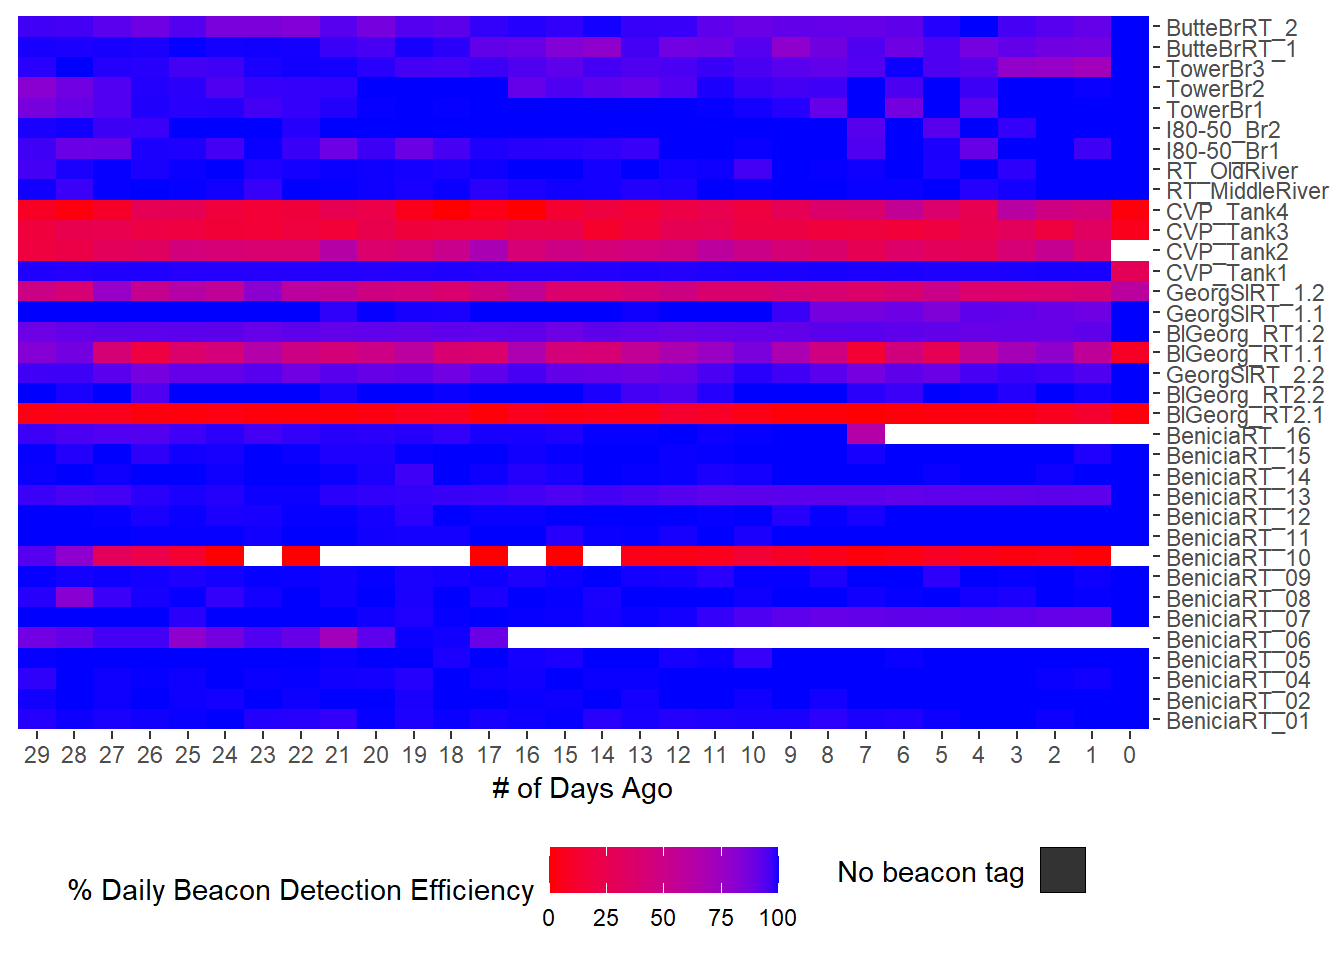 ButteBrRT_2
ButteBrRT_1
TowerBr3
TowerBr2
TowerBr1
I80-50_Br2
I80-50_Br1
RT_OldRiver
RT_MiddleRiver
CVP_Tank4
CVP_Tank3
CVP_Tank2
CVP_Tank1
GeorgSlRT_1.2
GeorgSlRT_1.1
BlGeorg_RT1.2
BlGeorg_RT1.1
GeorgSlRT_2.2
BlGeorg_RT2.2
BlGeorg_RT2.1
BeniciaRT_16
BeniciaRT_15
BeniciaRT_14
BeniciaRT_13
BeniciaRT_12
BeniciaRT_11
BeniciaRT_10
BeniciaRT_09
BeniciaRT_08
BeniciaRT_07
BeniciaRT_06
BeniciaRT_05
BeniciaRT_04
BeniciaRT_02
BeniciaRT_01
29 28 27 26 25 24 23 22 21 20 19 18 17 16 15 14 13 12 11 10 9 8 7 6 5 4 3 2 1 0
# of Days Ago
% Daily Beacon Detection Efficiency
0 25 50 75 100
No beacon tag